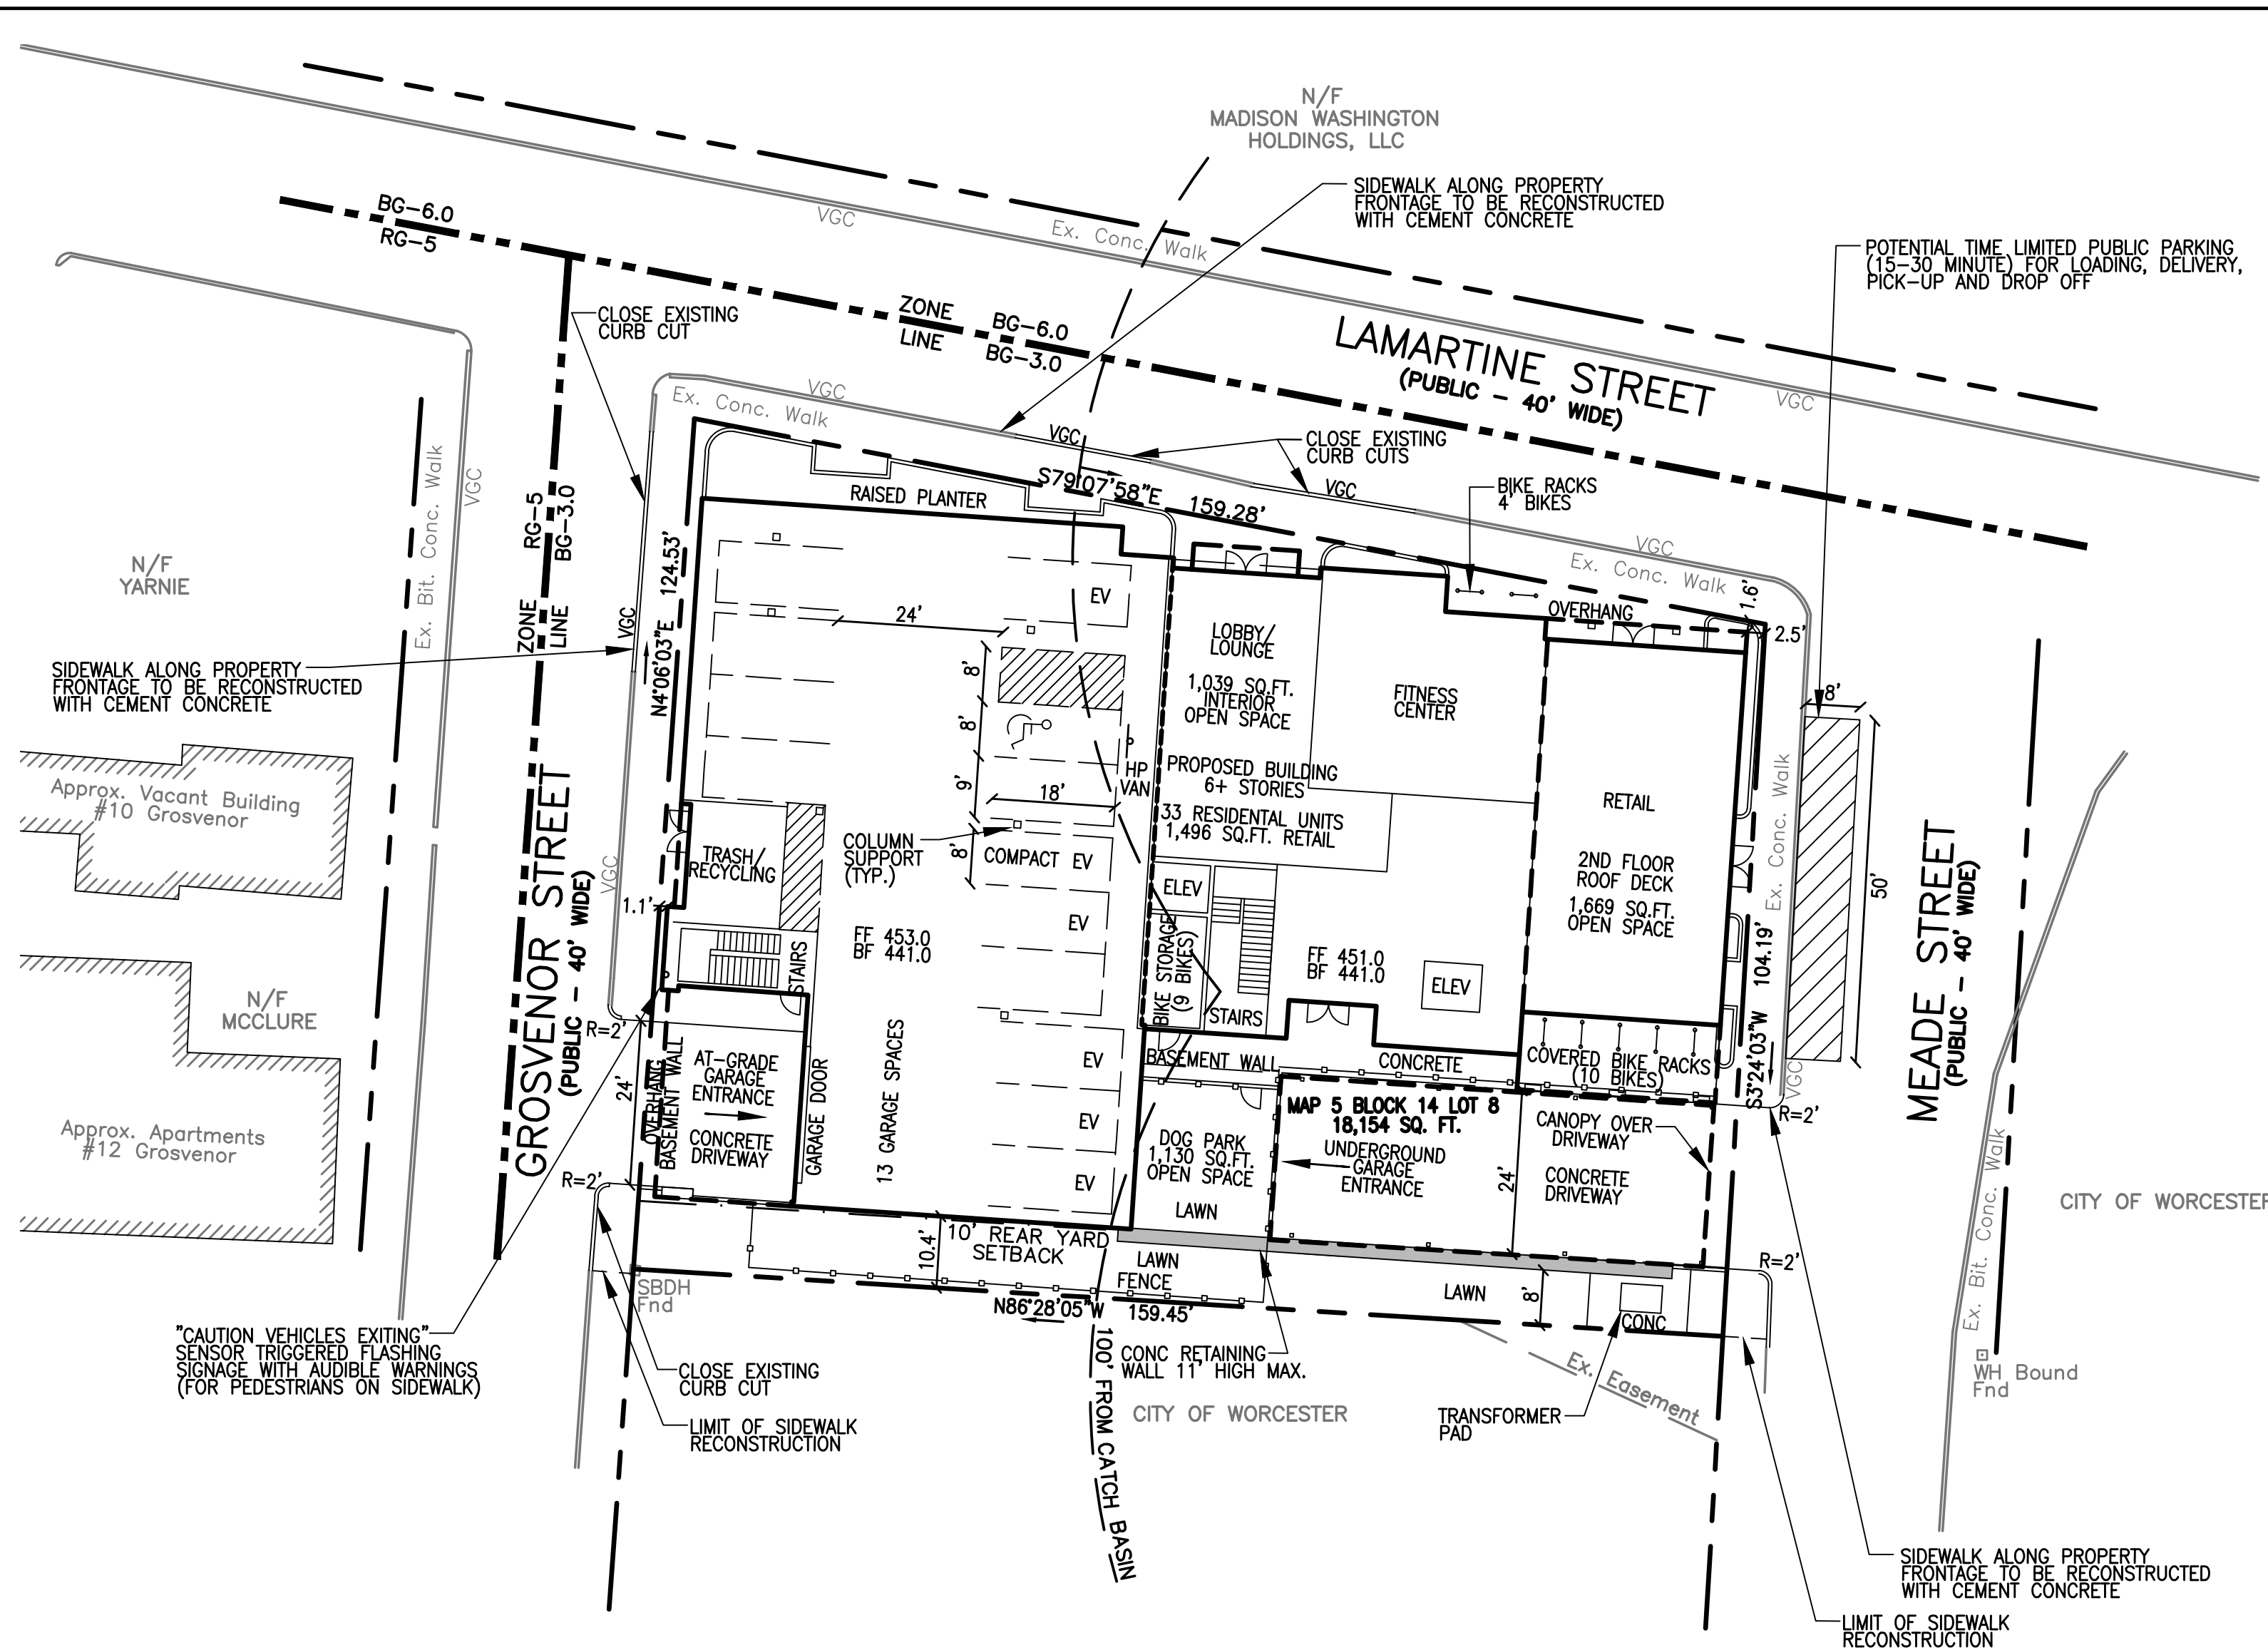 N/F
MADISON WASHINGTON
HOLDINGS, LLC
SIDEWALK ALONG PROPERTY
FRONTAGE TO BE RECONSTRUCTED
WITH CEMENT CONCRETE
POTENTIAL TIME LIMITED PUBLIC PARKING
(15-30 MINUTE) FOR LOADING, DELIVERY,
PICK-UP AND DROP OFF
BG-6.0
RG-5
VGC
Ex. Conc. Walk
CLOSE EXISTING
CURB CUT
ZONE
LINE
BG-6.0
BG-3.0
LAMARTINE STREET
(PUBLIC - 40' WIDE)
VGC
VGC
Ex. Conc. Walk
VGC
CLOSE EXISTING
CURB CUTS
S79°07'58"E
159.28'
VGC
BIKE RACKS
4 BIKES
VGC
Ex. Conc. Walk
RAISED PLANTER
Ex. Bit. Conc. Walk
VGC
RG-5
BG-3.0
ZONE
LINE
N4°06'03"E 124.53'
VGC
N/F
YARNIE
SIDEWALK ALONG PROPERTY
FRONTAGE TO BE RECONSTRUCTED
WITH CEMENT CONCRETE
24'
EV
8'
8'
9'
18'
8'
HP
VAN
LOBBY/
LOUNGE
1,039 SQ.FT.
INTERIOR
OPEN SPACE
FITNESS
CENTER
OVERHANG
1.6'
2.5'
8'
50'
PROPOSED BUILDING
6+ STORIES
33 RESIDENTIAL UNITS
1,496 SQ.FT. RETAIL
RETAIL
2ND FLOOR
ROOF DECK
1,669 SQ.FT.
OPEN SPACE
Ex. Conc. Walk
MEADE STREET
(PUBLIC - 40' WIDE)
Approx. Vacant Building
#10 Grosvenor
GROSVENOR STREET
(PUBLIC - 40' WIDE)
VGC
TRASH/
RECYCLING
COLUMN
SUPPORT
(TYP.)
COMPACT EV
EV
ELEV
1.1'
STAIRS
FF 453.0
BF 441.0
BIKE STORAGE
(9 BIKES)
STAIRS
FF 451.0
BF 441.0
ELEV
S3°24'03"W 104.19'
VGC
N/F
MCCLURE
R=2'
24'
OVERHANG
BASEMENT WALL
AT-GRADE
GARAGE
ENTRANCE
CONCRETE
DRIVEWAY
GARAGE DOOR
13 GARAGE SPACES
EV
EV
EV
BASEMENT WALL
CONCRETE
COVERED BIKE RACKS
(10 BIKES)
R=2'
MAP 5 BLOCK 14 LOT 8
18,154 SQ. FT.
DOG PARK
1,130 SQ.FT.
OPEN SPACE
LAWN
UNDERGROUND
GARAGE
ENTRANCE
24'
CANOPY OVER
DRIVEWAY
CONCRETE
DRIVEWAY
Approx. Apartments
#12 Grosvenor
R=2'
10.4'
10' REAR YARD
SETBACK
LAWN
FENCE
LAWN
8'
CONC
R=2'
CITY OF WORCESTER
Ex. Bit. Conc. Walk
SBDH
Fnd
N86°28'05"W 159.45'
100' FROM CATCH BASIN
"CAUTION VEHICLES EXITING"
SENSOR TRIGGERED FLASHING
SIGNAGE WITH AUDIBLE WARNINGS
(FOR PEDESTRIANS ON SIDEWALK)
CLOSE EXISTING
CURB CUT
LIMIT OF SIDEWALK
RECONSTRUCTION
CONC RETAINING
WALL 11' HIGH MAX.
CITY OF WORCESTER
TRANSFORMER
PAD
Ex. Easement
WH Bound
Fnd
SIDEWALK ALONG PROPERTY
FRONTAGE TO BE RECONSTRUCTED
WITH CEMENT CONCRETE
LIMIT OF SIDEWALK
RECONSTRUCTION